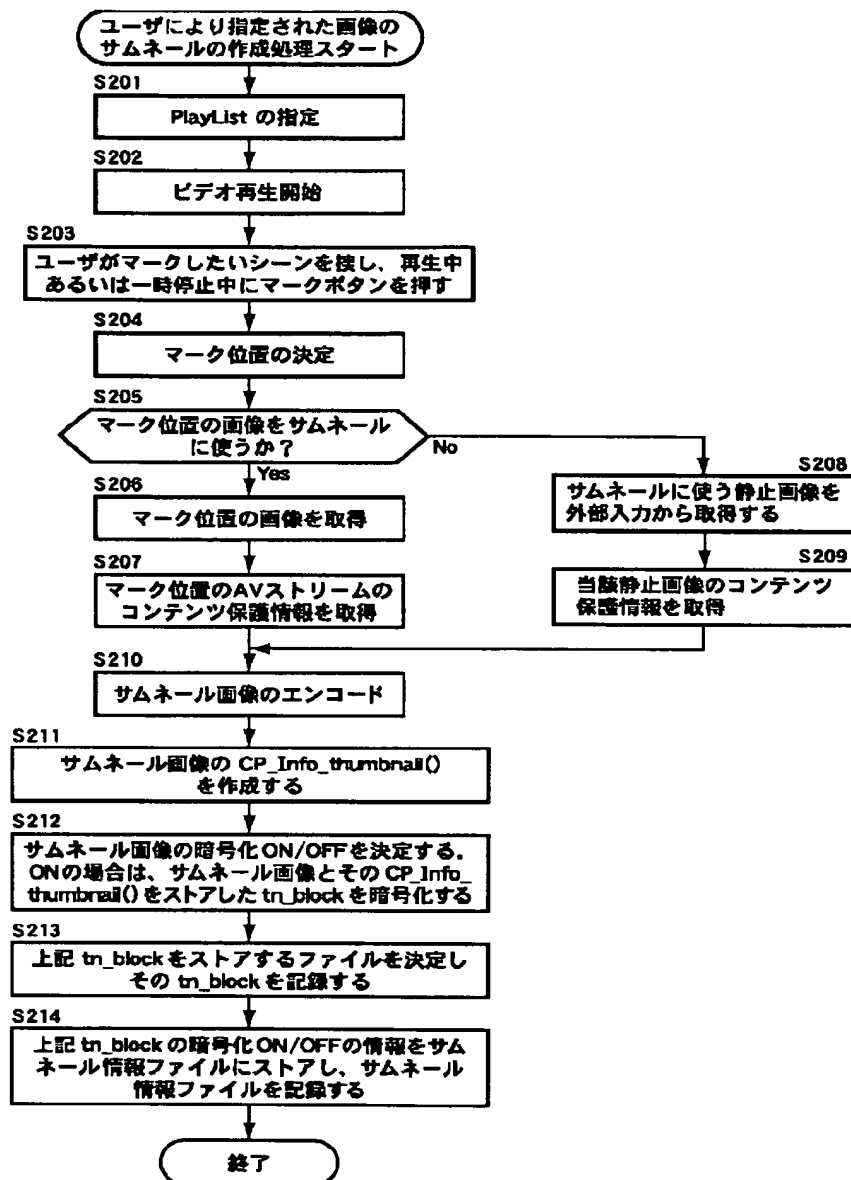 ユーザにより指定された画像の
サムネールの作成処理スタート
S201
PlayList の指定
S202
ビデオ再生開始
S203
ユーザがマークしたいシーンを捜し、再生中
あるいは一時停止中にマークボタンを押す
S204
マーク位置の決定
S205
マーク位置の画像をサムネール
に使うか？
No
Yes
S206
マーク位置の画像を取得
S207
マーク位置のAVストリームの
コンテンツ保護情報を取得
S208
サムネールに使う静止画像を
外部入力から取得する
S209
当該静止画像のコンテンツ
保護情報を取得
S210
サムネール画像のエンコード
S211
サムネール画像の CP_Info_thumbnail()
を作成する
S212
サムネール画像の暗号化ON/OFFを決定する。
ONの場合は、サムネール画像とその CP_Info_
thumbnail() をストアした tn_block を暗号化する
S213
上記 tn_block をストアするファイルを決定し
その tn_block を記録する
S214
上記 tn_block の暗号化ON/OFFの情報をサム
ネール情報ファイルにストアし、サムネール
情報ファイルを記録する
終了